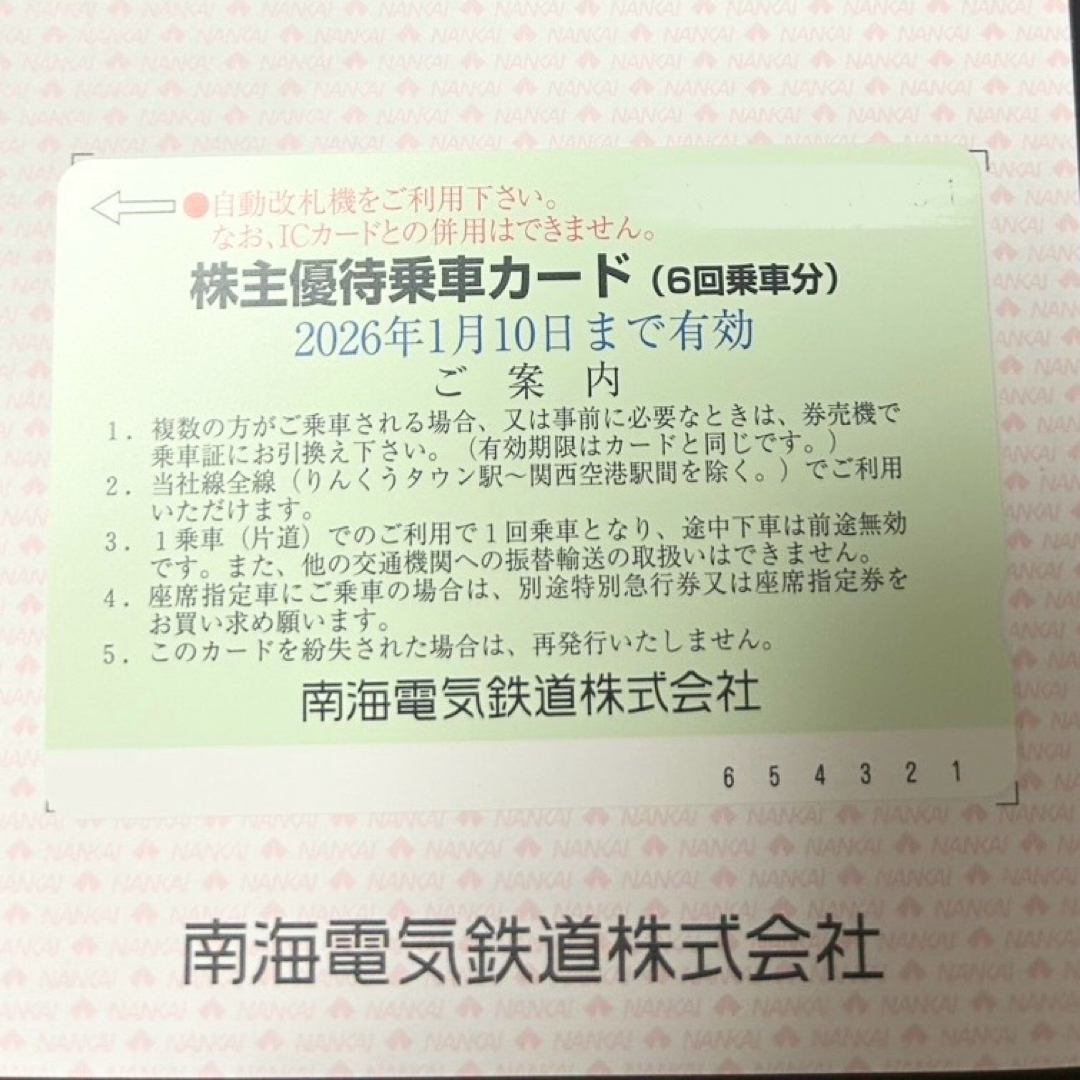 ●自動改札機をご利用下さい。
なお、ICカードとの併用はできません。
株主優待乗車カード（6回乗車分）
2026年1月10日まで有効
ご案内
1．複数の方がご乗車される場合、又は事前に必要なときは、券売機で
乗車証にお引換え下さい。（有効期限はカードと同じです。）
2．当社線全線（りんくうタウン駅〜関西空港駅間を除く。）でご利用
いただけます。
3．1乗車（片道）でのご利用で1回乗車となり、途中下車は前途無効
です。また、他の交通機関への振替輸送の取扱いはできません。
4．座席指定車にご乗車の場合は、別途特別急行券又は座席指定券を
お買い求め願います。
5．このカードを紛失された場合は、再発行いたしません。
南海電気鉄道株式会社
6 5 4 3 2 1
南海電気鉄道株式会社